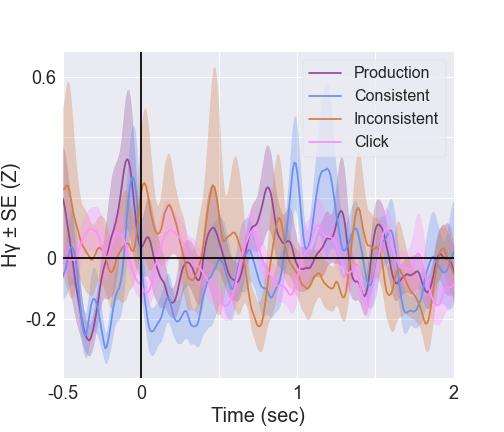 Production
Consistent
Inconsistent
Click
0.6
0
-0.2
Hγ ± SE (Z)
-0.5 0 1 2
Time (sec)